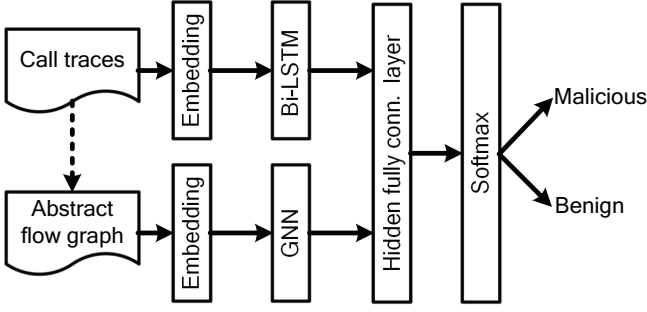 Call traces
Embedding
Bi-LSTM
Abstract
flow graph
Embedding
GNN
Hidden fully conn. layer
Softmax
Malicious
Benign